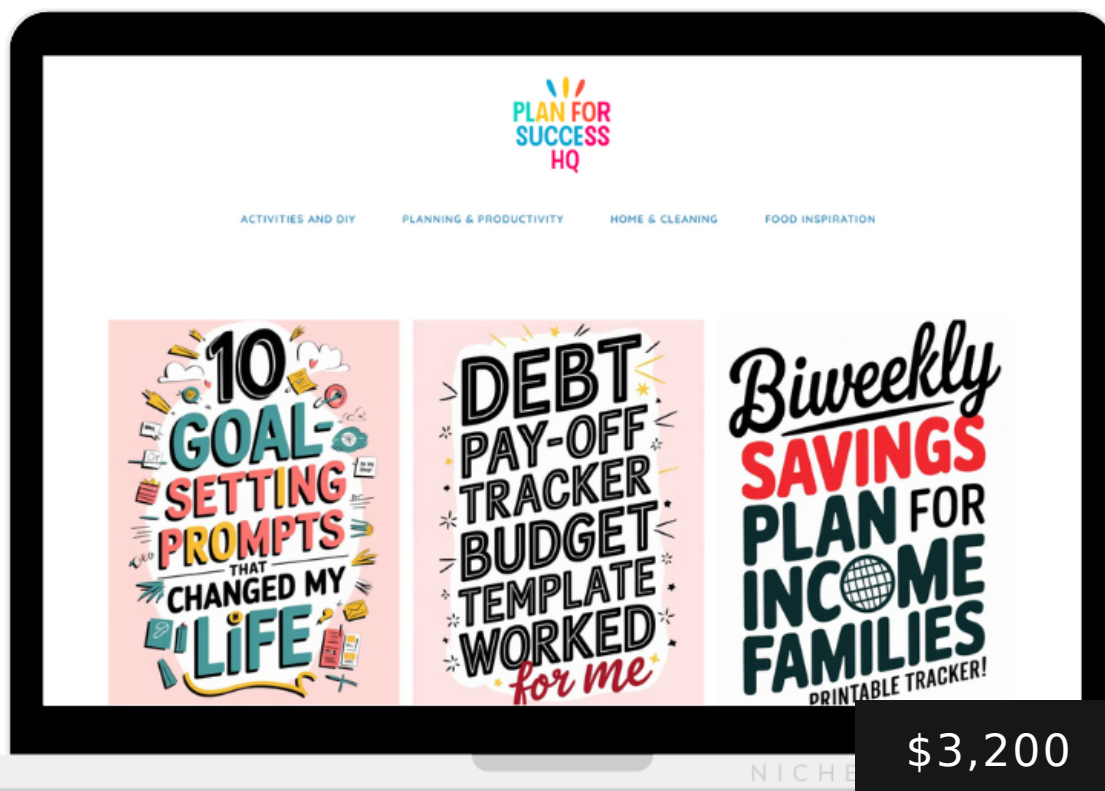 PLAN FOR
SUCCESS
HQ
ACTIVITIES AND DIY PLANNING & PRODUCTIVITY HOME & CLEANING FOOD INSPIRATION
10
GOAL-
SETTING
PROMPTS
THAT
CHANGED MY
LiFE
DEBT
PAY-OFF
TRACKER
BUDGET
TEMPLATE
WORKED
for me
Biweekly
SAVINGS
PLAN FOR
INCOME
FAMILIES
PRINTABLE TRACKER!
NICHE
$3,200